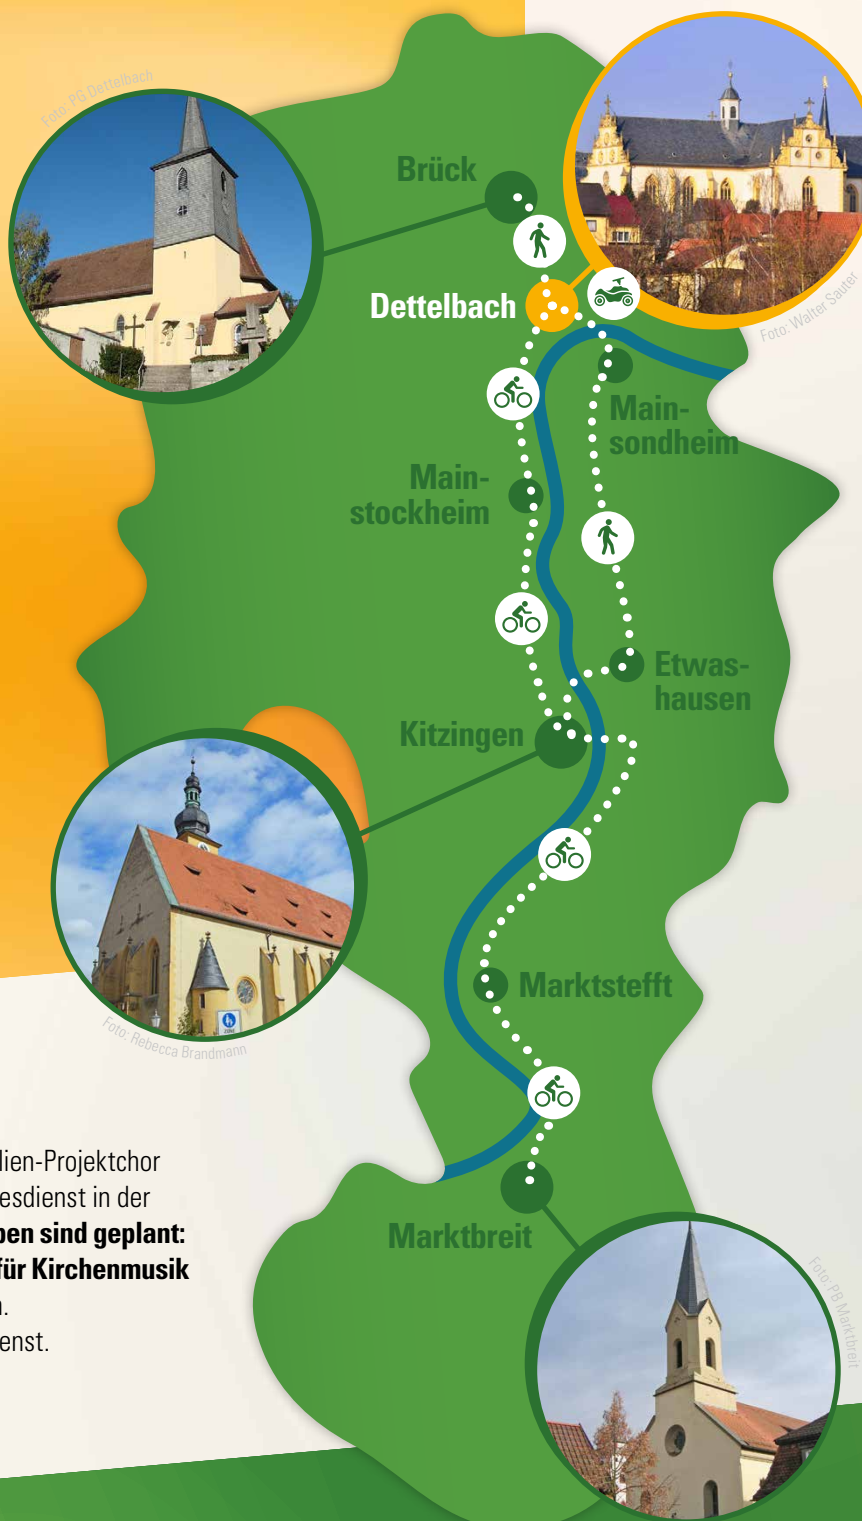 Foto: PG Dettelbach
Brück
Dettelbach
Foto: Walter Sauter
Main-
sondheim
Main-
stockheim
Etwas-
hausen
Kitzingen
Foto: Rebecca Brandmann
Marktstefft
lien-Projektchor
esdienst in der
ben sind geplant:
für Kirchenmusik
n.
enst.
Marktbreit
Foto: PB Marktbreit
ZONE